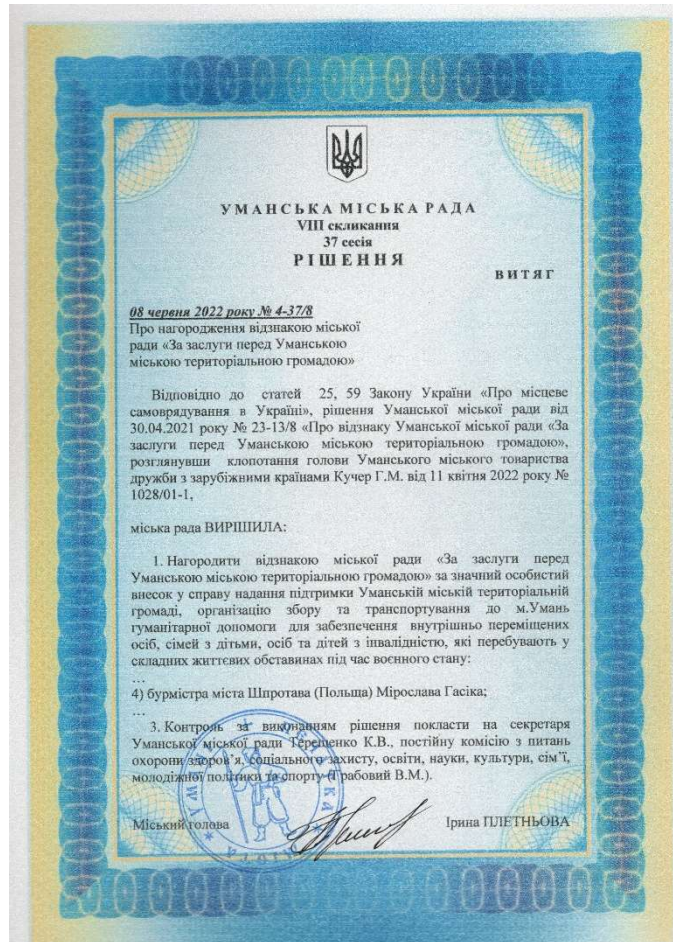 УМАНСЬКА МІСЬКА РАДА
VIII скликання
37 сесія
РІШЕННЯ
ВИТЯГ
08 червня 2022 року № 4-37/8
Про нагородження відзнакою міської
ради «За заслуги перед Уманською
міською територіальною громадою»
Відповідно до статей 25, 59 Закону України «Про місцеве
самоврядування в Україні», рішення Уманської міської ради від
30.04.2021 року № 23-13/8 «Про відзнаку Уманської міської ради «За
заслуги перед Уманською міською територіальною громадою»,
розглянувши клопотання голови Уманського міського товариства
дружби з зарубіжними країнами Кучер Г.М. від 11 квітня 2022 року №
1028/01-1,
міська рада ВИРІШИЛА:
1. Нагородити відзнакою міської ради «За заслуги перед
Уманською міською територіальною громадою» за значний особистий
внесок у справу надання підтримки Уманській міській територіальній
громаді, організацію збору та транспортування до м.Умань
гуманітарної допомоги для забезпечення внутрішньо переміщених
осіб, сімей з дітьми, осіб та дітей з інвалідністю, які перебувають у
складних життєвих обставинах під час воєнного стану:
...
4) бурмістра міста Шпротава (Польща) Мірослава Гасіка;
...
3. Контроль за виконанням рішення покласти на секретаря
Уманської міської ради Терещенко К.В., постійну комісію з питань
охорони здоров'я, соціального захисту, освіти, науки, культури, сім'ї,
молодіжної політики та спорту (Грабовий В.М.).
Міський голова Ірина ПЛЕТНЬОВА